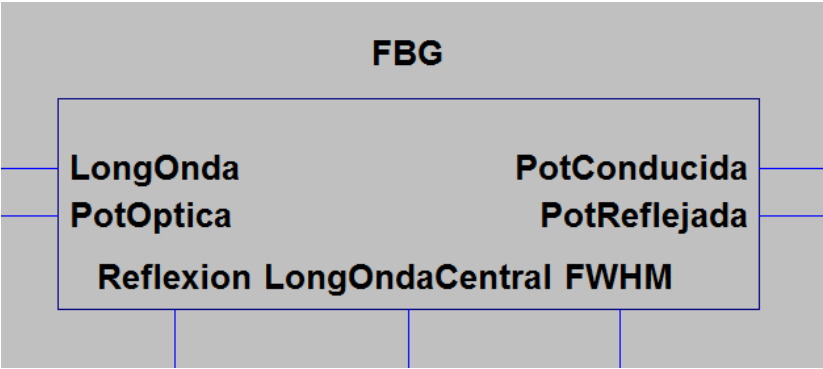 FBG
LongOnda PotConducida
PotOptica PotReflejada
Reflexion LongOndaCentral FWHM